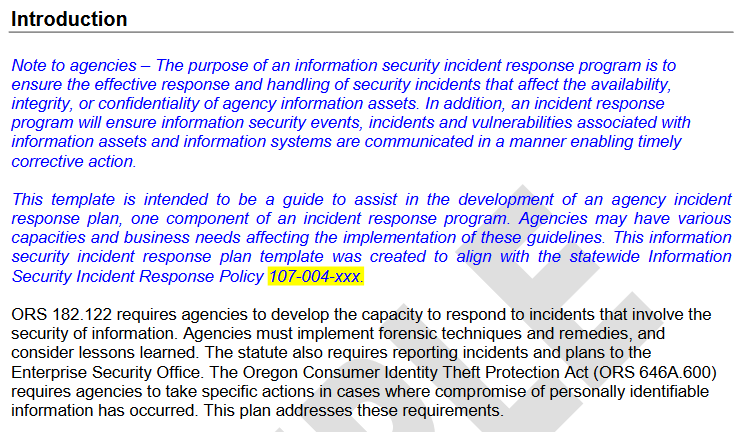 Introduction
Note to agencies – The purpose of an information security incident response program is to
ensure the effective response and handling of security incidents that affect the availability,
integrity, or confidentiality of agency information assets. In addition, an incident response
program will ensure information security events, incidents and vulnerabilities associated with
information assets and information systems are communicated in a manner enabling timely
corrective action.
This template is intended to be a guide to assist in the development of an agency incident
response plan, one component of an incident response program. Agencies may have various
capacities and business needs affecting the implementation of these guidelines. This information
security incident response plan template was created to align with the statewide Information
Security Incident Response Policy 107-004-xxx.
ORS 182.122 requires agencies to develop the capacity to respond to incidents that involve the
security of information. Agencies must implement forensic techniques and remedies, and
consider lessons learned. The statute also requires reporting incidents and plans to the
Enterprise Security Office. The Oregon Consumer Identity Theft Protection Act (ORS 646A.600)
requires agencies to take specific actions in cases where compromise of personally identifiable
information has occurred. This plan addresses these requirements.